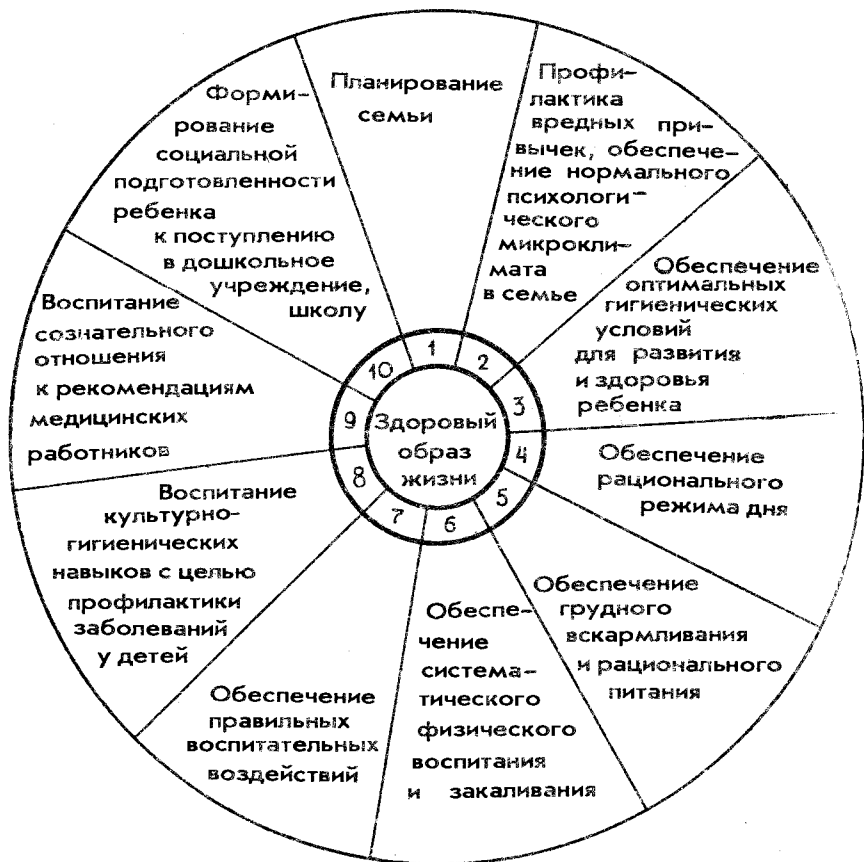 Планирование
семьи
Профи-
лактика
вредных при-
вычек, обеспече-
ние нормального
психологи-
ческого
микрокли-
мата
в семье
Обеспечение
оптимальных
гигиенических
условий
для развития
и здоровья
ребенка
Обеспечение
рационального
режима дня
Обеспечение
грудного
вскармливания
и рационального
питания
Обеспе-
чение
система-
тического
физического
воспитания
и закаливания
Обеспечение
правильных
воспитательных
воздействий
Воспитание
культурно-
гигиенических
навыков с целью
профилактики
заболеваний
у детей
Воспитание
сознательного
отношения
к рекомендациям
медицинских
работников
Форми-
рование
социальной
подготовленности
ребенка
к поступлению
в дошкольное
учреждение,
школу
1
2
3
4
5
6
7
8
9
10
Здоровый
образ
жизни